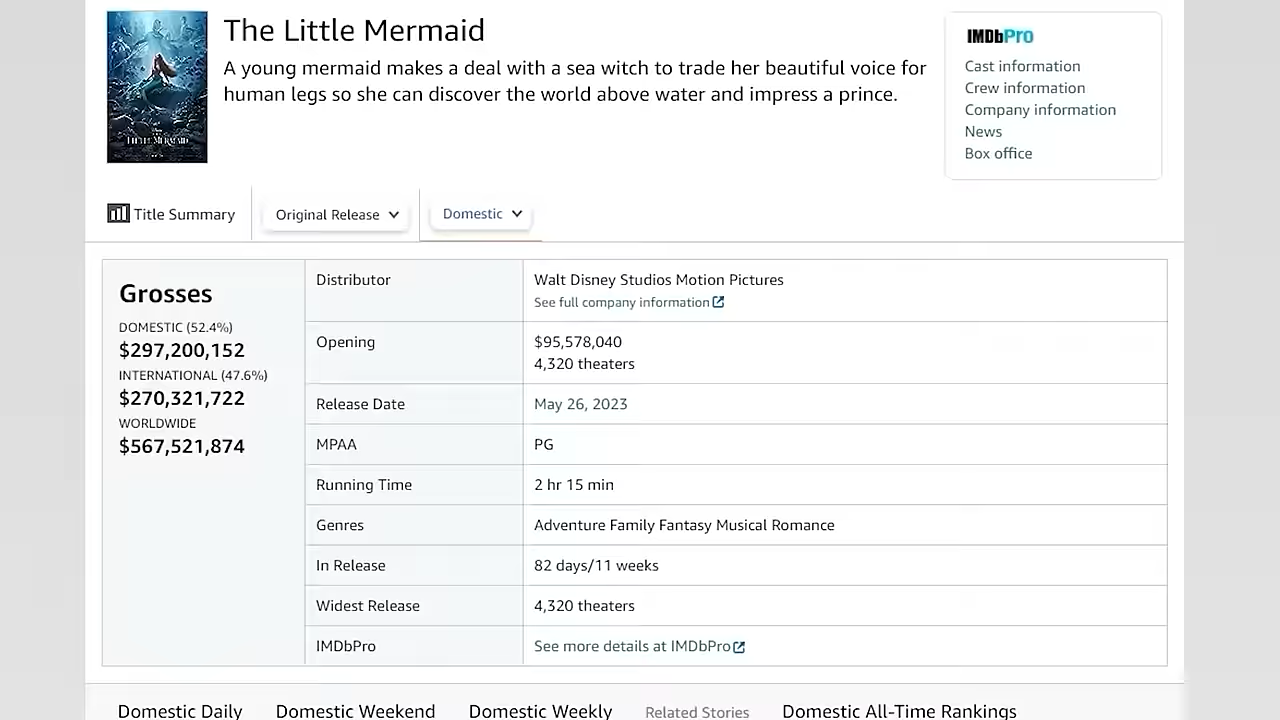 The Little Mermaid
A young mermaid makes a deal with a sea witch to trade her beautiful voice for
human legs so she can discover the world above water and impress a prince.
LITTLE MERMAID
IMDbPro
Cast information
Crew information
Company information
News
Box office
Title Summary
Original Release
Domestic
Grosses
DOMESTIC (52.4%)
$297,200,152
INTERNATIONAL (47.6%)
$270,321,722
WORLDWIDE
$567,521,874
Distributor
Walt Disney Studios Motion Pictures
See full company information
Opening
$95,578,040
4,320 theaters
Release Date
May 26, 2023
MPAA
PG
Running Time
2 hr 15 min
Genres
Adventure Family Fantasy Musical Romance
In Release
82 days/11 weeks
Widest Release
4,320 theaters
IMDbPro
See more details at IMDbPro
Domestic Daily
Domestic Weekend
Domestic Weekly
Related Stories
Domestic All-Time Rankings